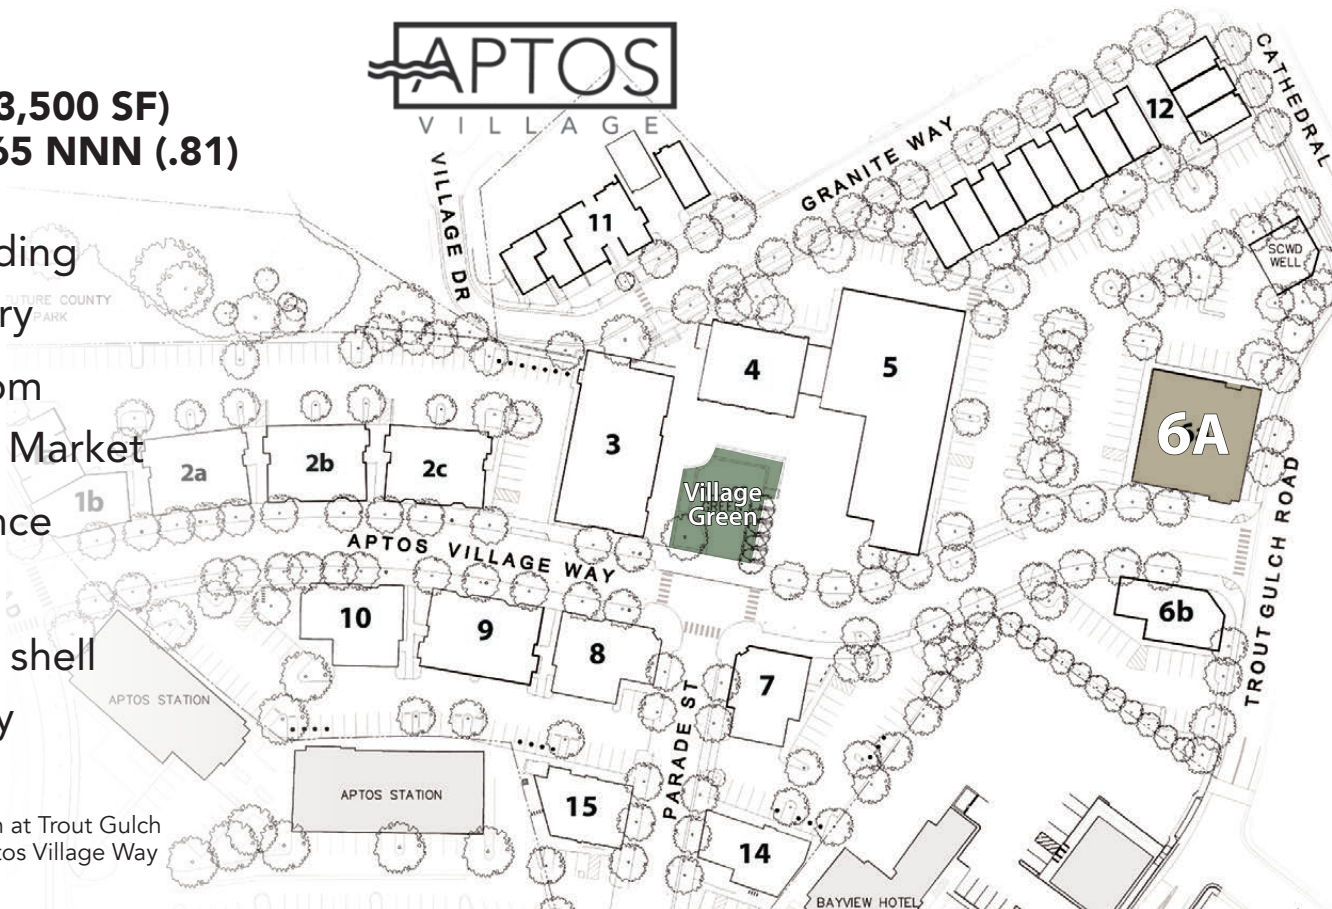 APTOS
VILLAGE
3,500 SF)
65 NNN (.81)
ding
ry
om
Market
nce
shell
y
n at Trout Gulch
tos Village Way
VILLAGE DR
GRANITE WAY
CATHEDRAL
12
11
SCWD
WELL
FUTURE COUNTY
PARK
4
5
3
6A
2a
2b
2c
1b
Village
Green
APTOS VILLAGE WAY
TROUT GULCH ROAD
10
9
8
7
6b
APTOS STATION
APTOS STATION
PARADE ST
15
14
BAYVIEW HOTEL